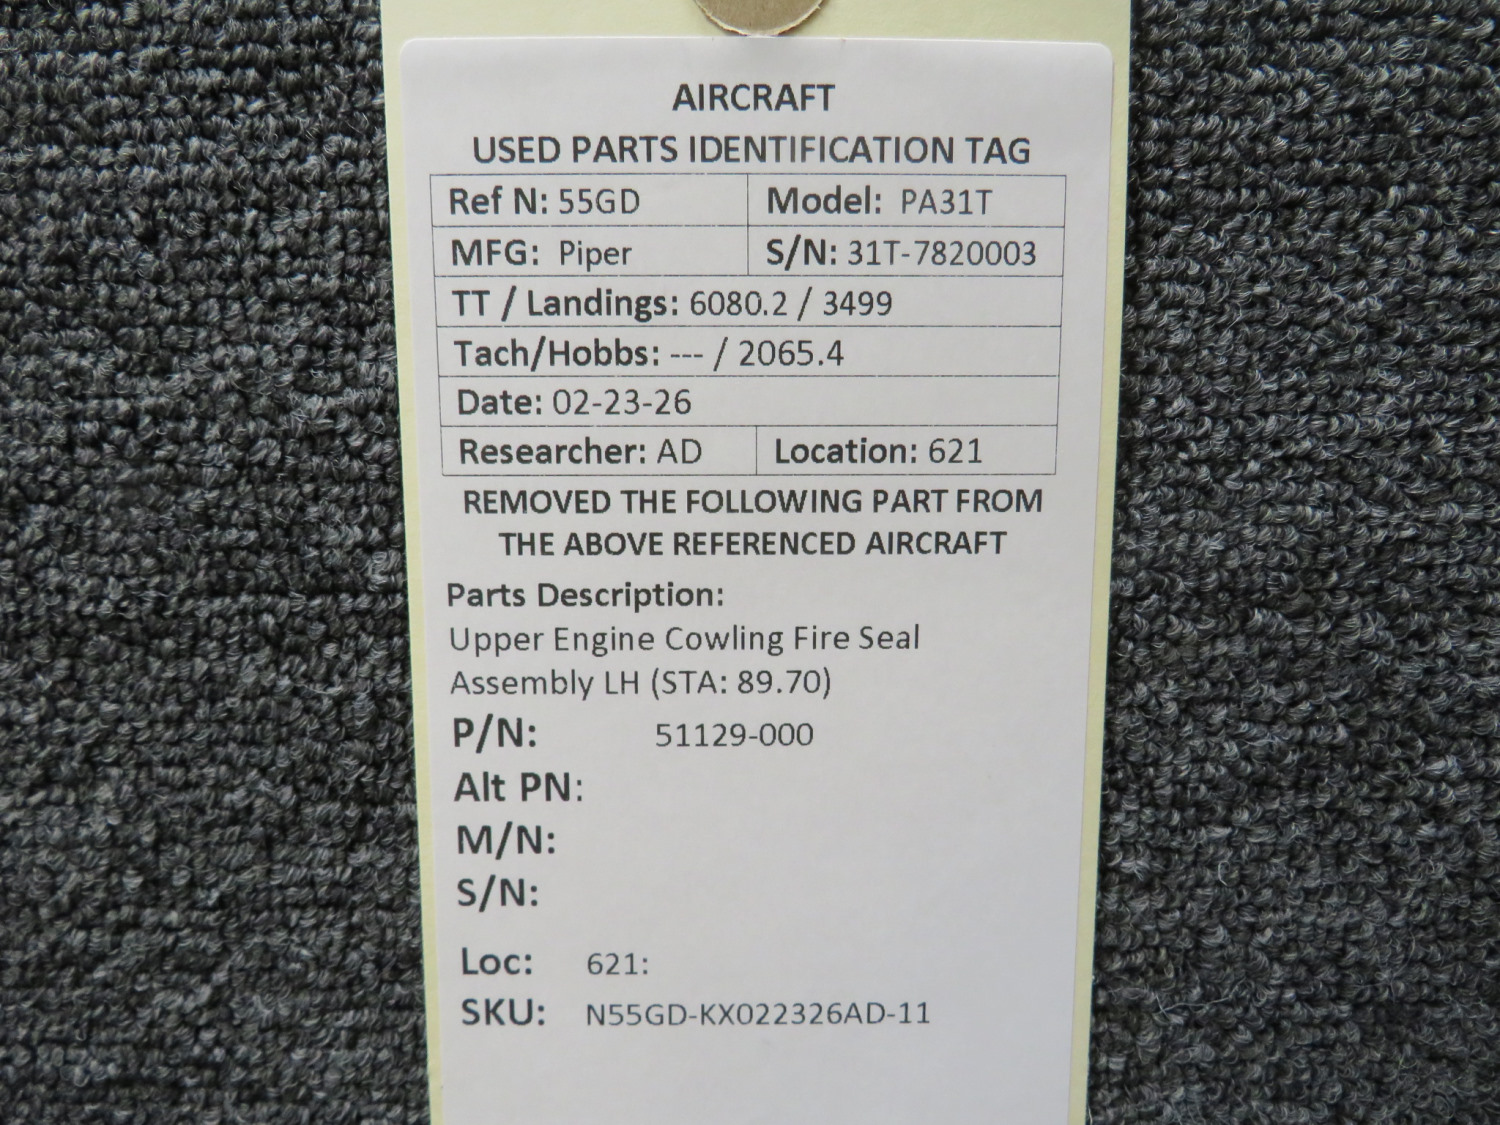 AIRCRAFT
USED PARTS IDENTIFICATION TAG
Ref N: 55GD Model: PA31T
MFG: Piper S/N: 31T-7820003
TT / Landings: 6080.2 / 3499
Tach/Hobbs: --- / 2065.4
Date: 02-23-26
Researcher: AD Location: 621
REMOVED THE FOLLOWING PART FROM
THE ABOVE REFERENCED AIRCRAFT
Parts Description:
Upper Engine Cowling Fire Seal
Assembly LH (STA: 89.70)
P/N: 51129-000
Alt PN:
M/N:
S/N:
Loc: 621:
SKU: N55GD-KX022326AD-11